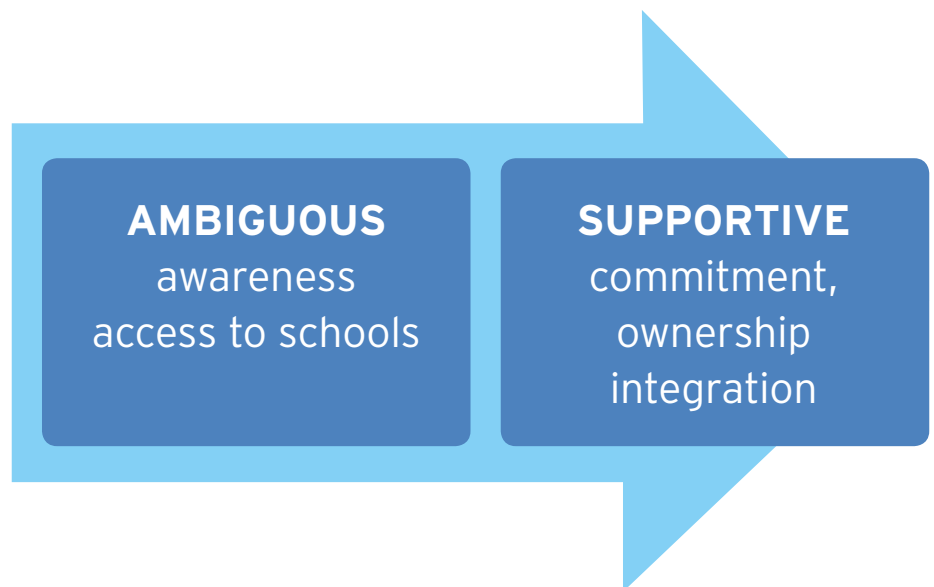 AMBIGUOUS
awareness
access to schools
SUPPORTIVE
commitment,
ownership
integration